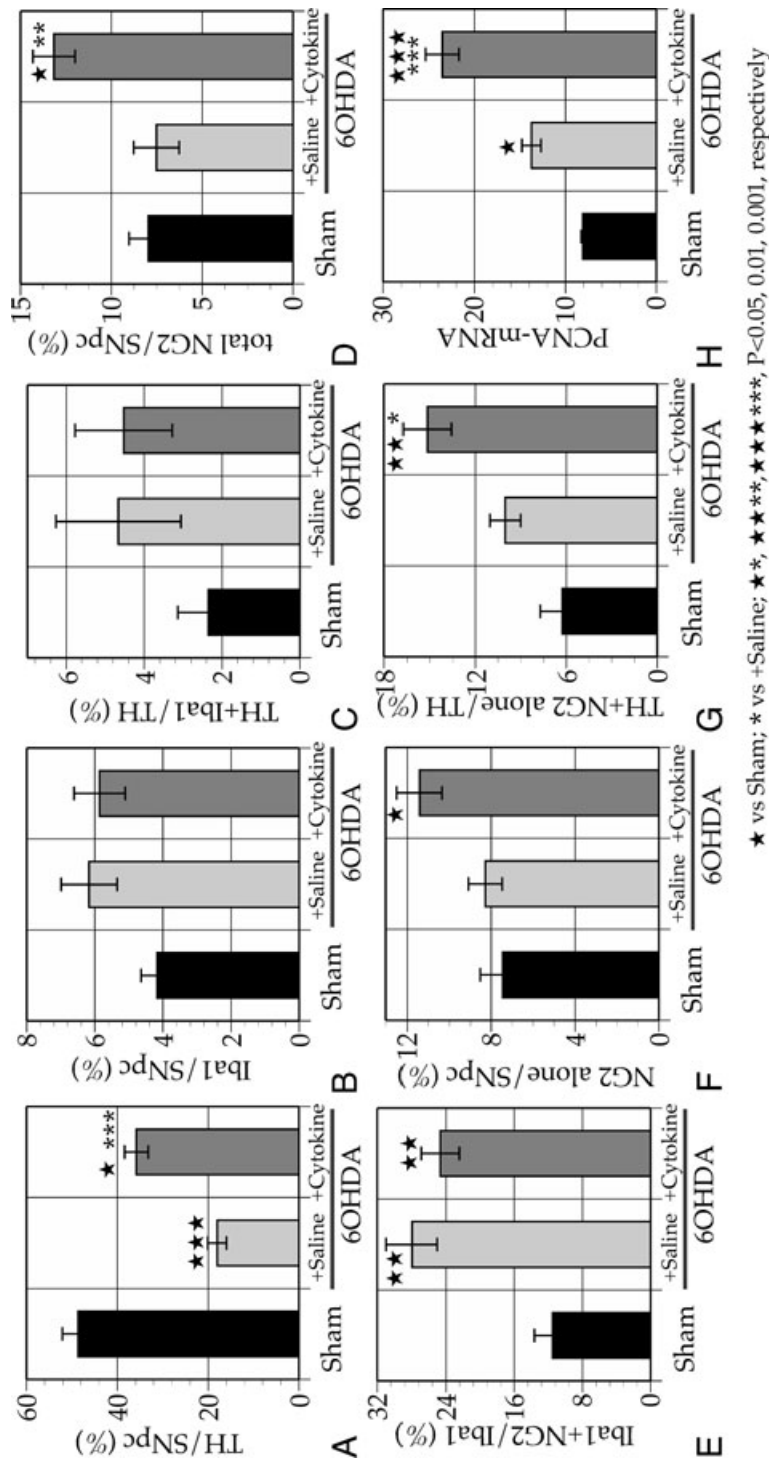 A
TH/SNpc (%)
60
40
20
0
★★★
★ ***
Sham
+Saline
+Cytokine
6OHDA
B
Iba1/SNpc (%)
8
6
4
2
0
Sham
+Saline
+Cytokine
6OHDA
C
TH+Iba1/TH (%)
6
4
2
0
Sham
+Saline
+Cytokine
6OHDA
D
total NG2/SNpc (%)
15
10
5
0
★ **
Sham
+Saline
+Cytokine
6OHDA
E
Iba1+NG2/Iba1 (%)
32
24
16
8
0
★★
★★
Sham
+Saline
+Cytokine
6OHDA
F
NG2 alone/SNpc (%)
12
8
4
0
★
Sham
+Saline
+Cytokine
6OHDA
G
TH+NG2 alone/TH (%)
18
12
6
0
★★ *
Sham
+Saline
+Cytokine
6OHDA
H
PCNA-mRNA
30
20
10
0
★
★★★
***
Sham
+Saline
+Cytokine
6OHDA
★ vs Sham; * vs +Saline; ★*, ★★**,★★★***, P<0.05, 0.01, 0.001, respectively